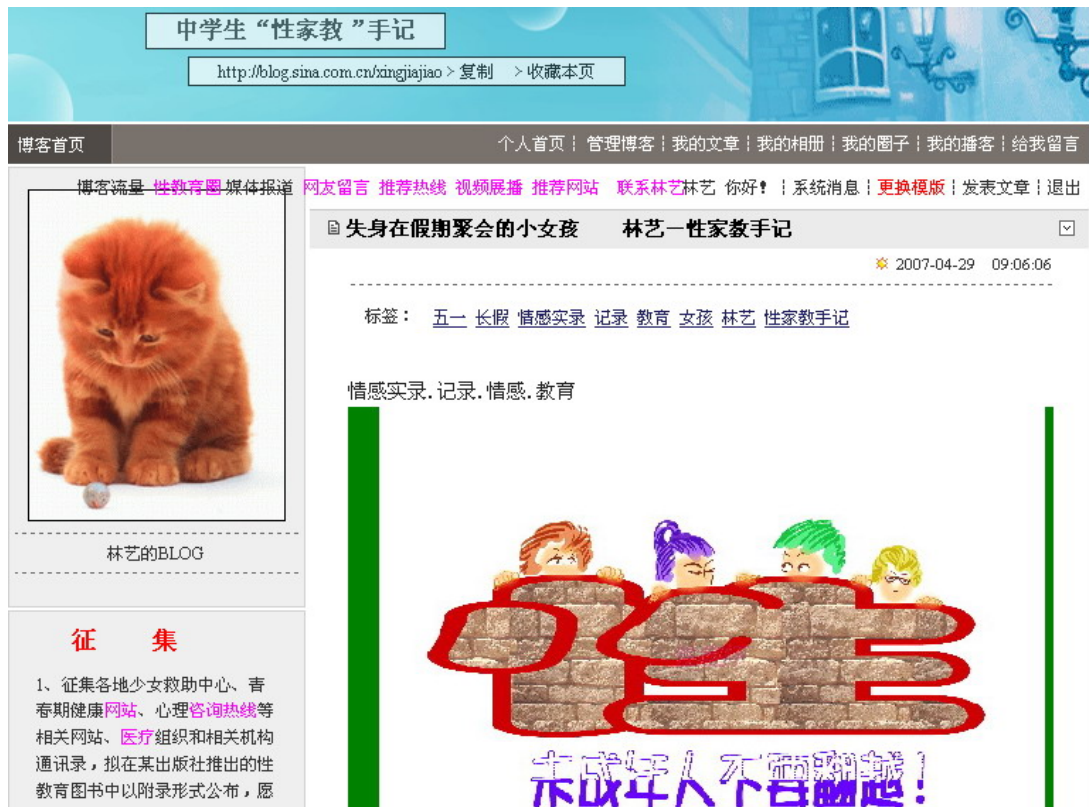 中学生“性家教”手记
http://blog.sina.com.cn/xingjiajiao > 复制 > 收藏本页
博客首页
个人首页 ¦ 管理博客 ¦ 我的文章 ¦ 我的相册 ¦ 我的圈子 ¦ 我的播客 ¦ 给我留言
博客流量 性教育圈 媒体报道 网友留言 推荐热线 视频展播 推荐网站 联系林艺 林艺 你好! ¦ 系统消息 ¦ 更换模版 ¦ 发表文章 ¦ 退出
失身在假期聚会的小女孩 林艺—性家教手记
2007-04-29 09:06:06
标签： 五一 长假 情感实录 记录 教育 女孩 林艺 性家教手记
情感实录.记录.情感.教育
性
未成年人不要翻越！
林艺的BLOG
征 集
1、征集各地少女救助中心、青
春期健康网站、心理咨询热线等
相关网站、医疗组织和相关机构
通讯录，拟在某出版社推出的性
教育图书中以附录形式公布，愿